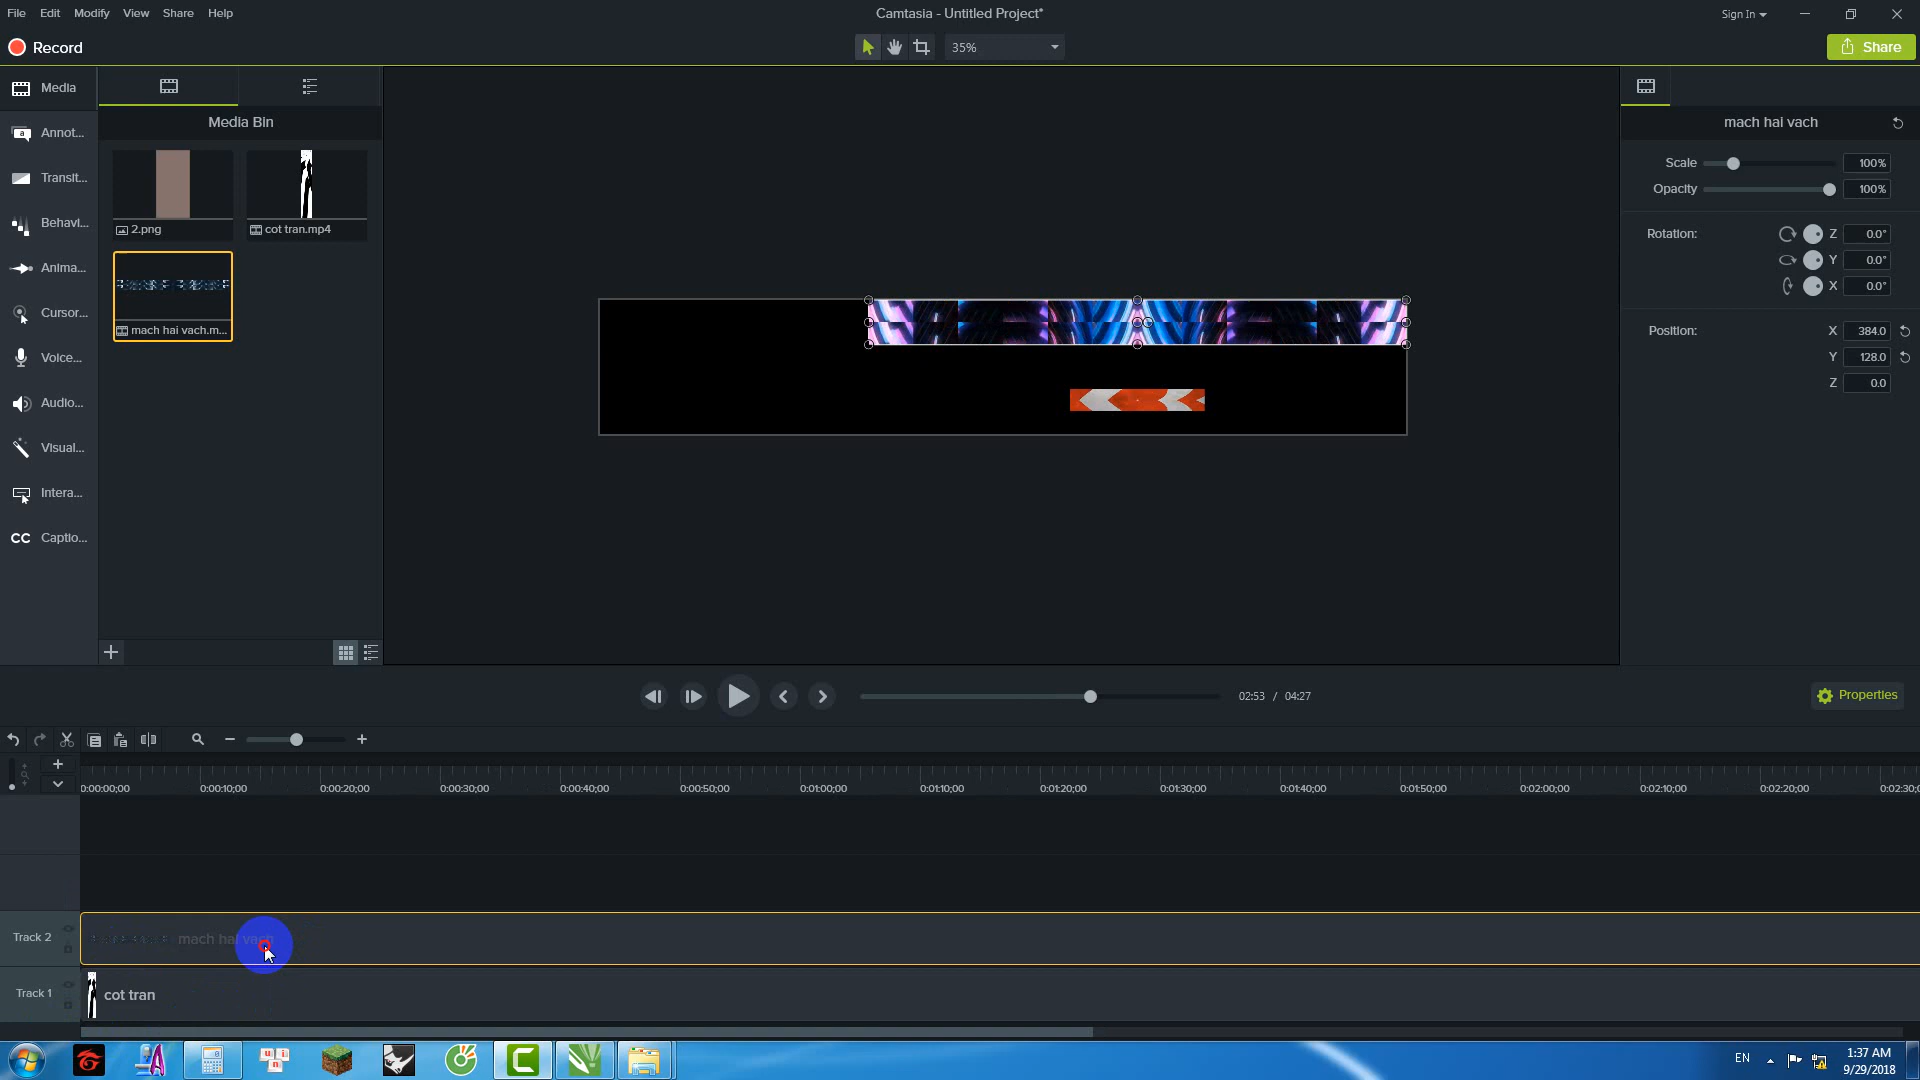 File Edit Modify View Share Help
Camtasia - Untitled Project*
Sign In
Record
35%
Share
Media
Annot...
Transit...
Behavi...
Anima...
Cursor...
Voice...
Audio...
Visual...
Intera...
CC Captio...
Media Bin
2.png
cot tran.mp4
mach hai vach.m...
mach hai vach
Scale 100%
Opacity 100%
Rotation: Z 0.0°
Y 0.0°
X 0.0°
Position: X 384.0
Y 128.0
Z 0.0
02:53 / 04:27
Properties
0:00:00;00 0:00:10;00 0:00:20;00 0:00:30;00 0:00:40;00 0:00:50;00 0:01:00;00 0:01:10;00 0:01:20;00 0:01:30;00 0:01:40;00 0:01:50;00 0:02:00;00 0:02:10;00 0:02:20;00 0:02:30;
Track 2 mach hai vach
Track 1 cot tran
EN
1:37 AM
9/29/2018